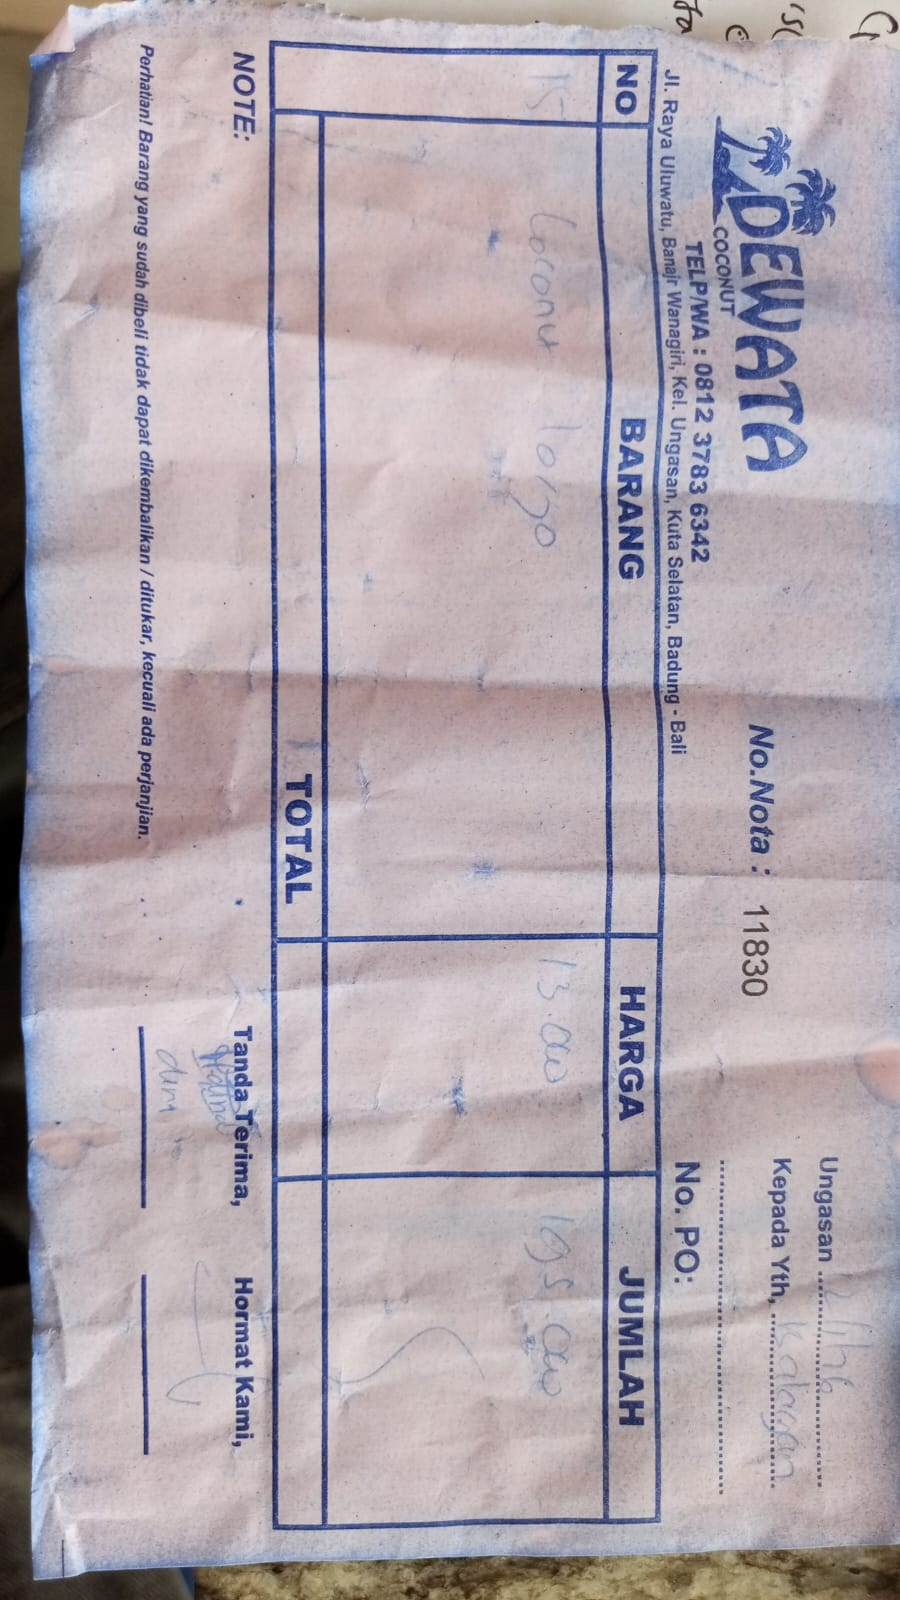 DEWATA
COCONUT
TELP/WA : 0812 3783 6342
Jl. Raya Uluwatu, Banajr Wanagiri, Kel. Ungasan, Kuta Selatan, Badung - Bali
No.Nota : 11830
Ungasan
Kepada Yth,
No. PO:
NO BARANG HARGA JUMLAH
15 Coconut 13.000 195.000
TOTAL
NOTE:
Tanda Terima, Hormat Kami,
Perhatian! Barang yang sudah dibeli tidak dapat dikembalikan / ditukar, kecuali ada perjanjian.